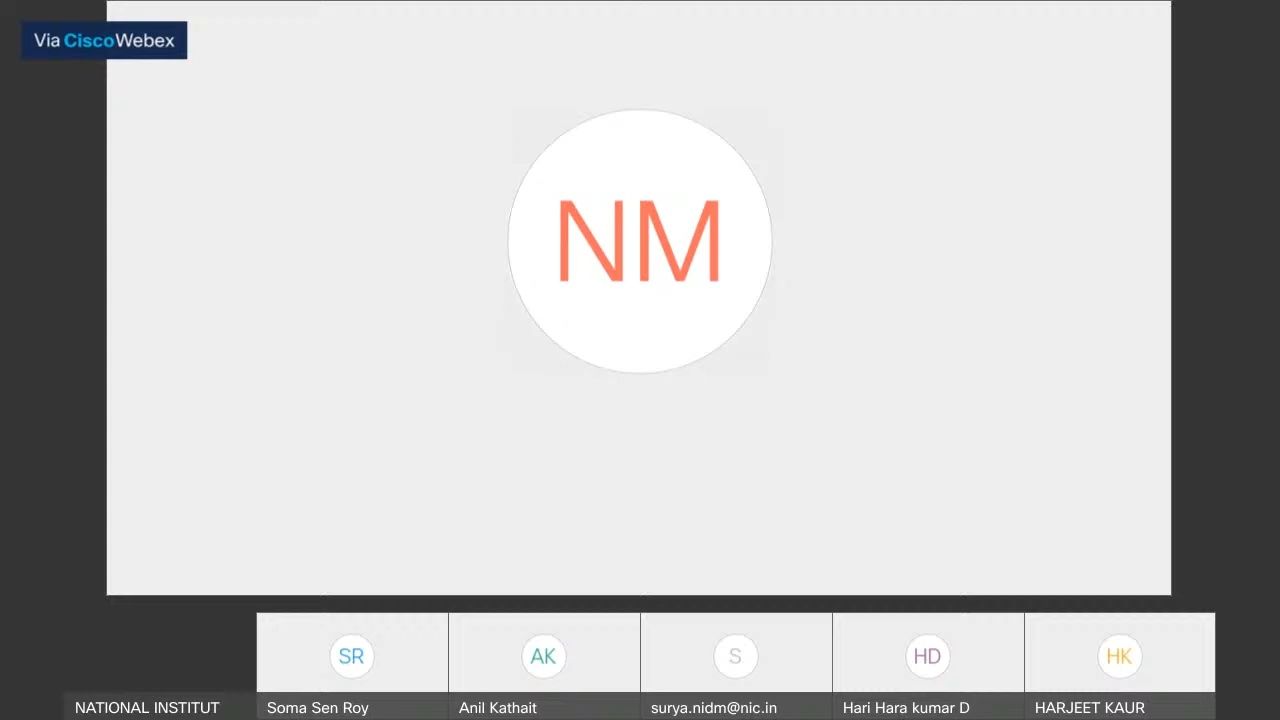 Via CiscoWebex
NM
SR
AK
S
HD
HK
NATIONAL INSTITUT
Soma Sen Roy
Anil Kathait
surya.nidm@nic.in
Hari Hara kumar D
HARJEET KAUR